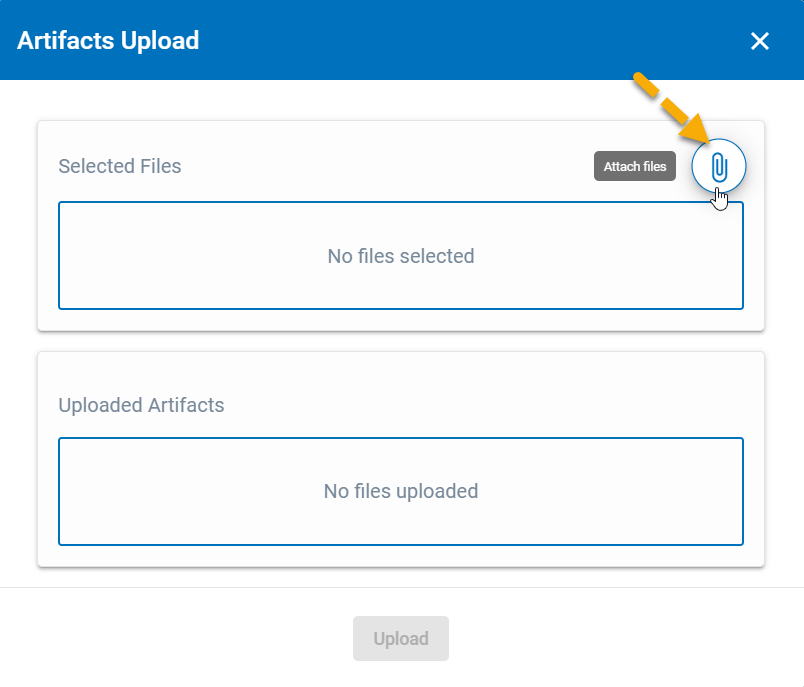 Artifacts Upload
Selected Files
Attach files
No files selected
Uploaded Artifacts
No files uploaded
Upload